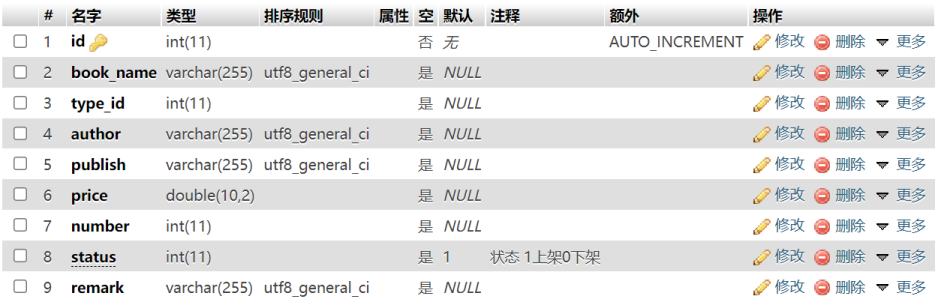 # 名字 类型 排序规则 属性 空 默认 注释 额外 操作
1 id int(11) 否 无 AUTO_INCREMENT 修改 删除 更多
2 book_name varchar(255) utf8_general_ci 是 NULL 修改 删除 更多
3 type_id int(11) 是 NULL 修改 删除 更多
4 author varchar(255) utf8_general_ci 是 NULL 修改 删除 更多
5 publish varchar(255) utf8_general_ci 是 NULL 修改 删除 更多
6 price double(10,2) 是 NULL 修改 删除 更多
7 number int(11) 是 NULL 修改 删除 更多
8 status int(11) 是 1 状态 1上架0下架 修改 删除 更多
9 remark varchar(255) utf8_general_ci 是 NULL 修改 删除 更多